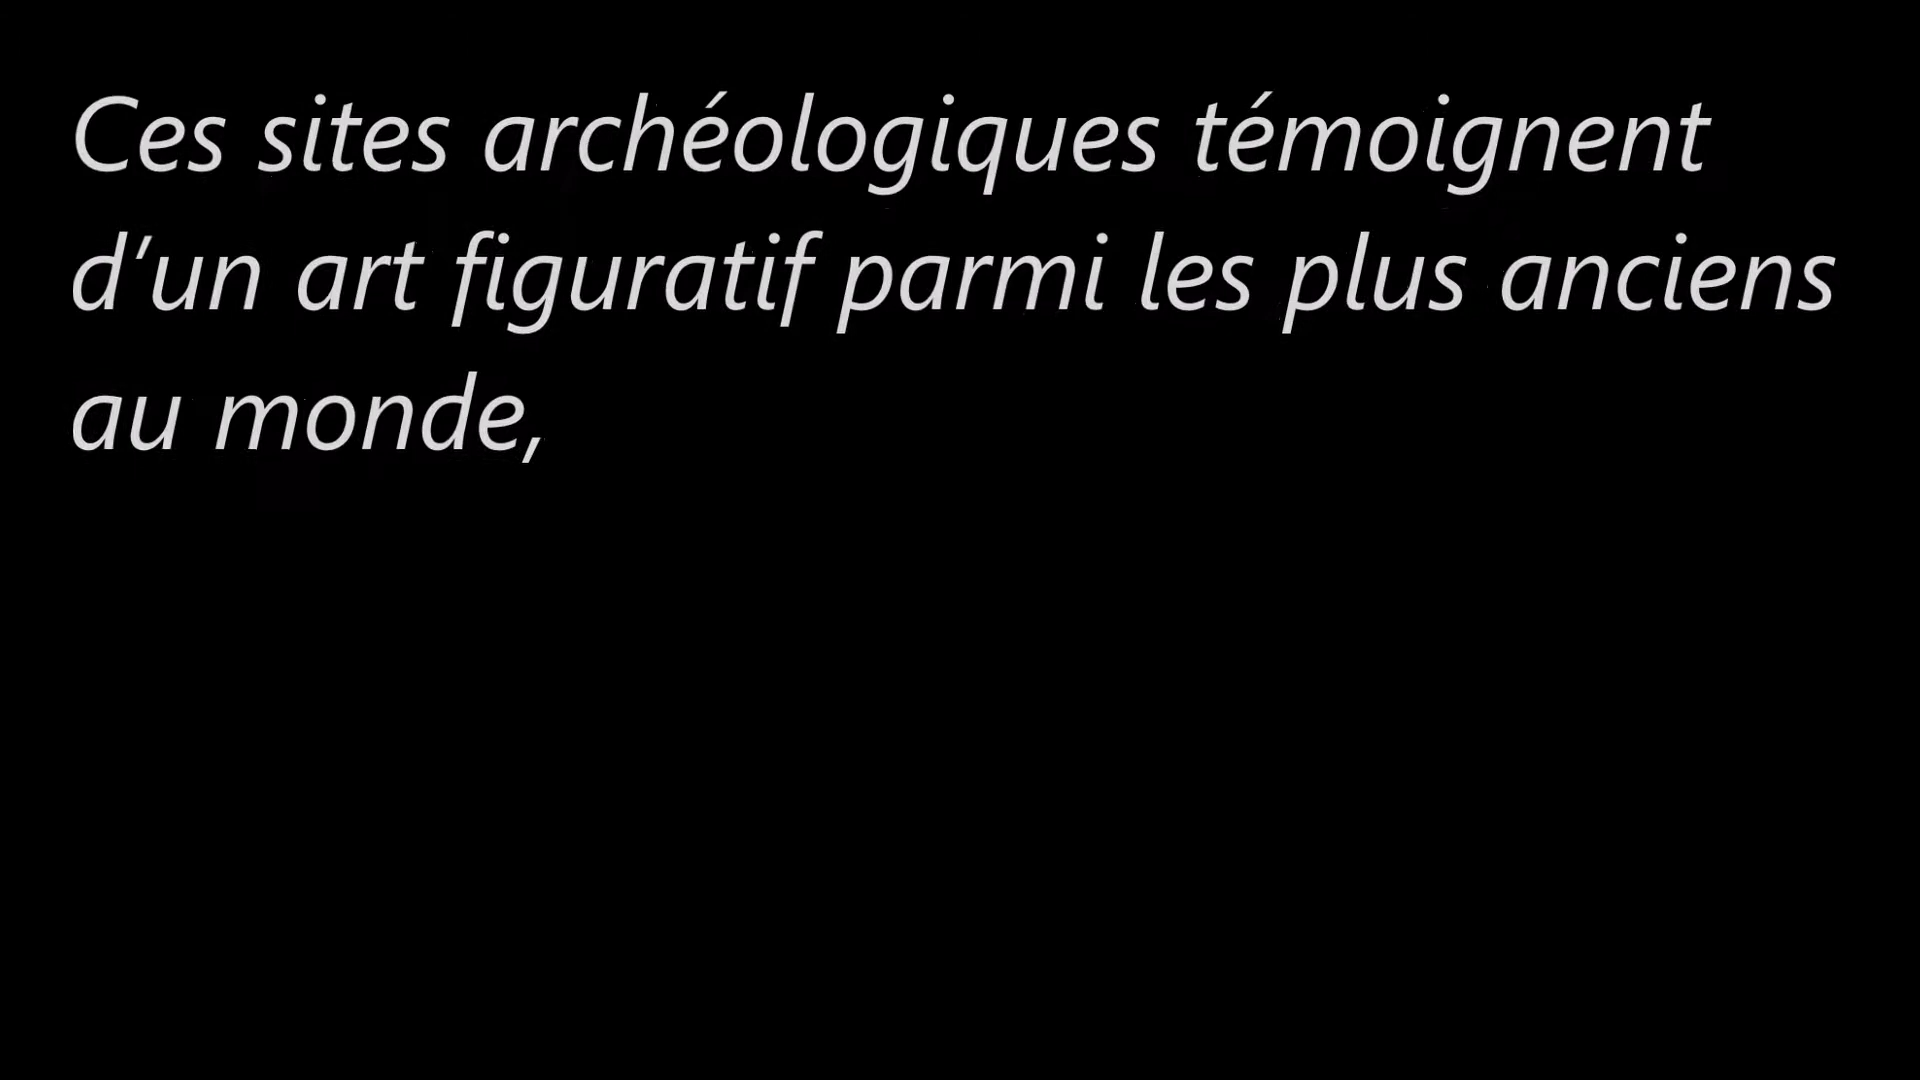 Ces sites archéologiques témoignent
d’un art figuratif parmi les plus anciens
au monde,